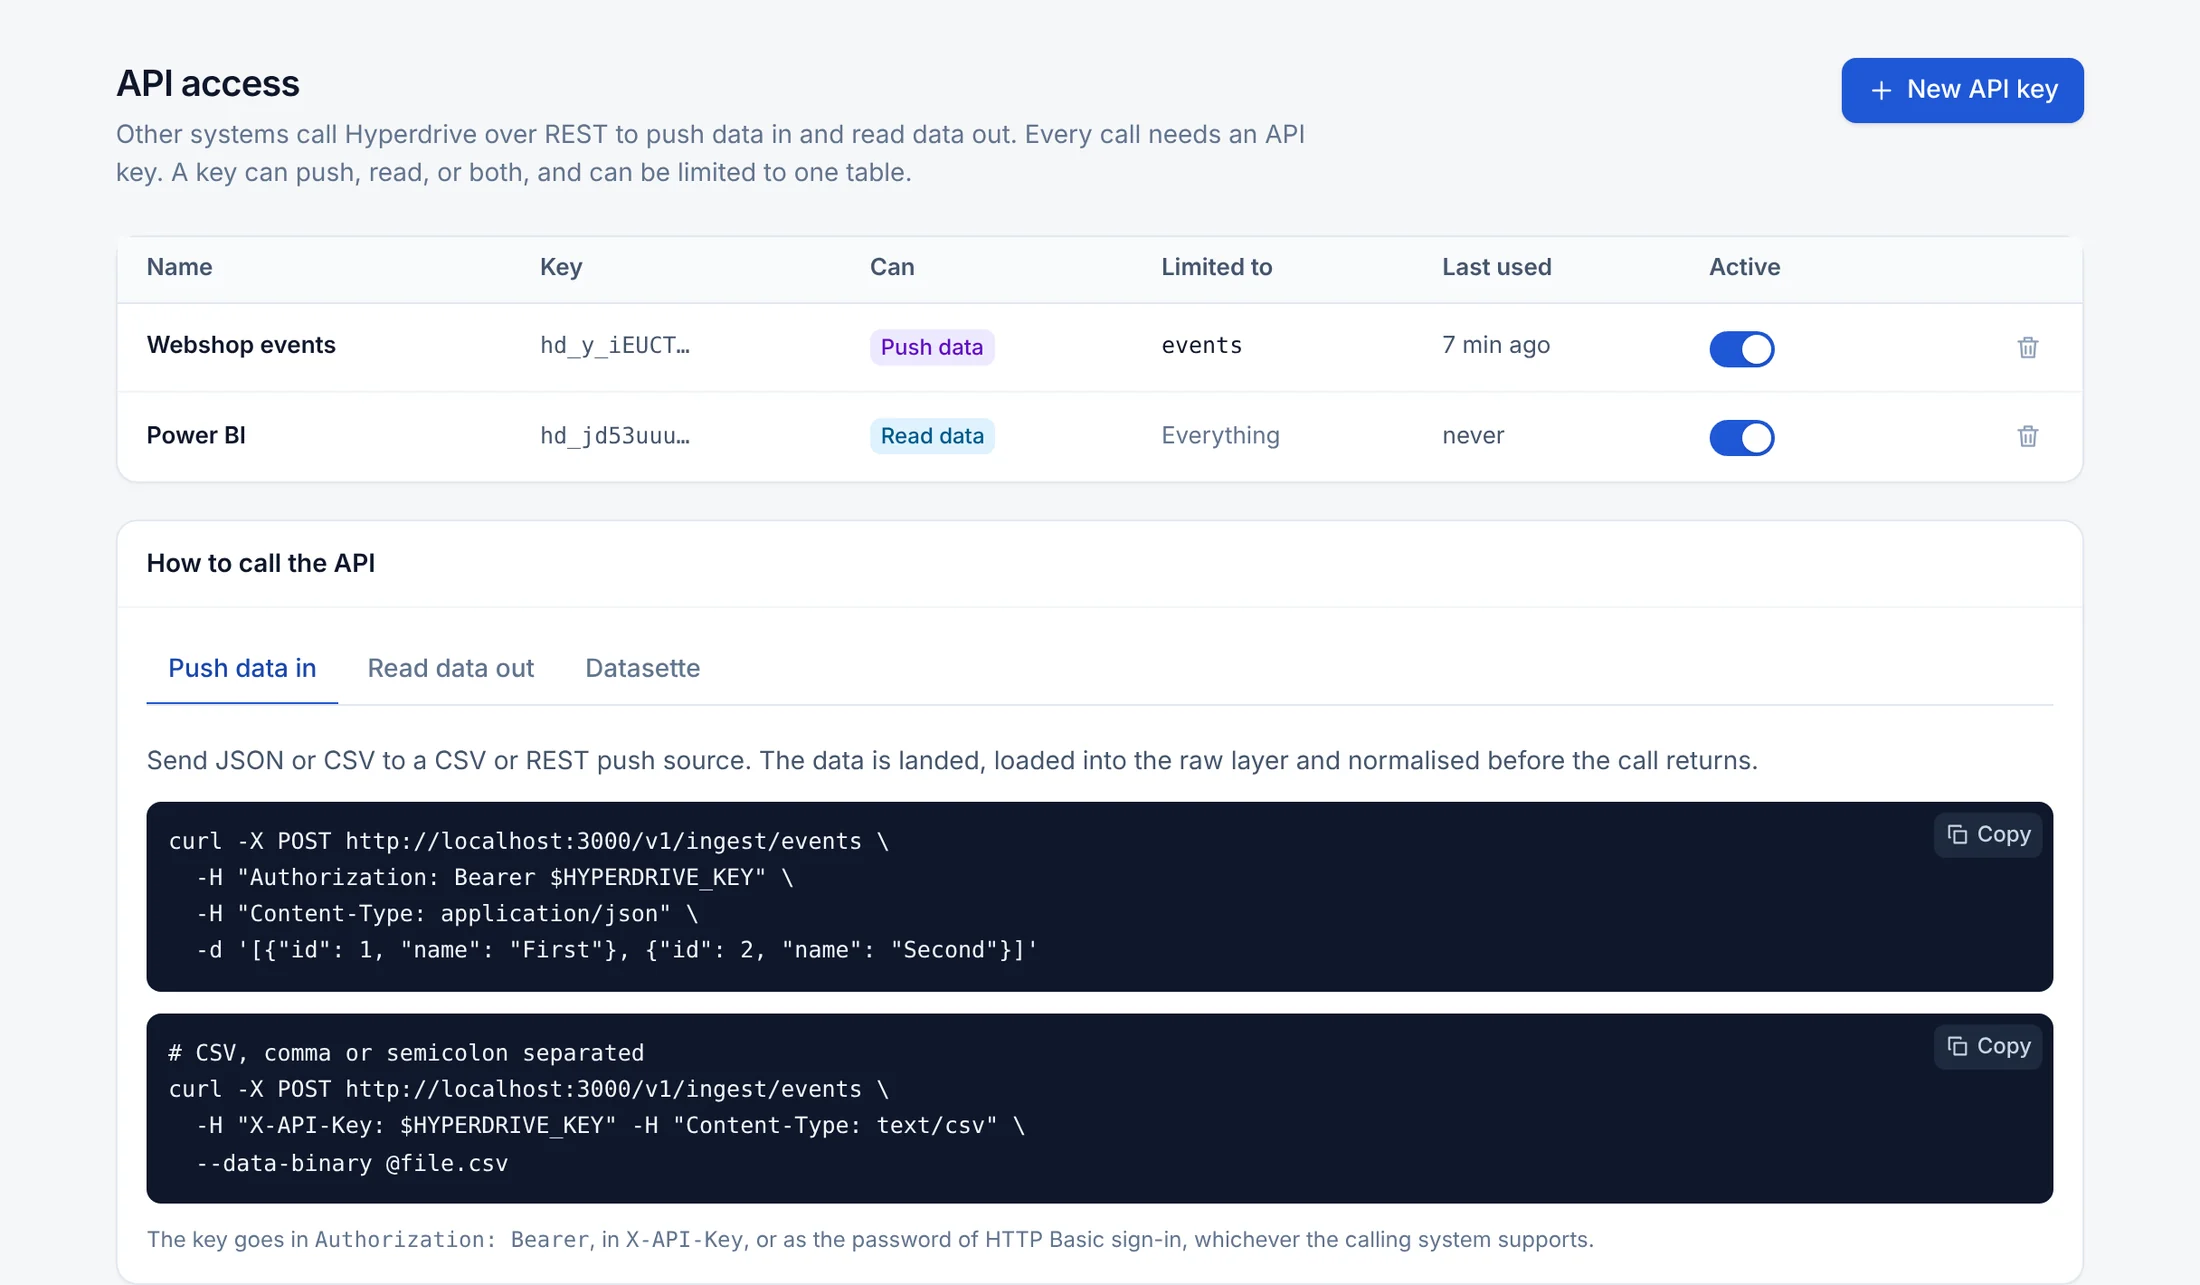 API access
New API key
Other systems call Hyperdrive over REST to push data in and read data out. Every call needs an API
key. A key can push, read, or both, and can be limited to one table.
Name Key Can Limited to Last used Active
Webshop events hd_y_iEUCT… Push data events 7 min ago
Power BI hd_jd53uuu… Read data Everything never
How to call the API
Push data in Read data out Datasette
Send JSON or CSV to a CSV or REST push source. The data is landed, loaded into the raw layer and normalised before the call returns.
Copy
curl -X POST http://localhost:3000/v1/ingest/events \
  -H "Authorization: Bearer $HYPERDRIVE_KEY" \
  -H "Content-Type: application/json" \
  -d '[{"id": 1, "name": "First"}, {"id": 2, "name": "Second"}]'
Copy
# CSV, comma or semicolon separated
curl -X POST http://localhost:3000/v1/ingest/events \
  -H "X-API-Key: $HYPERDRIVE_KEY" -H "Content-Type: text/csv" \
  --data-binary @file.csv
The key goes in Authorization: Bearer, in X-API-Key, or as the password of HTTP Basic sign-in, whichever the calling system supports.